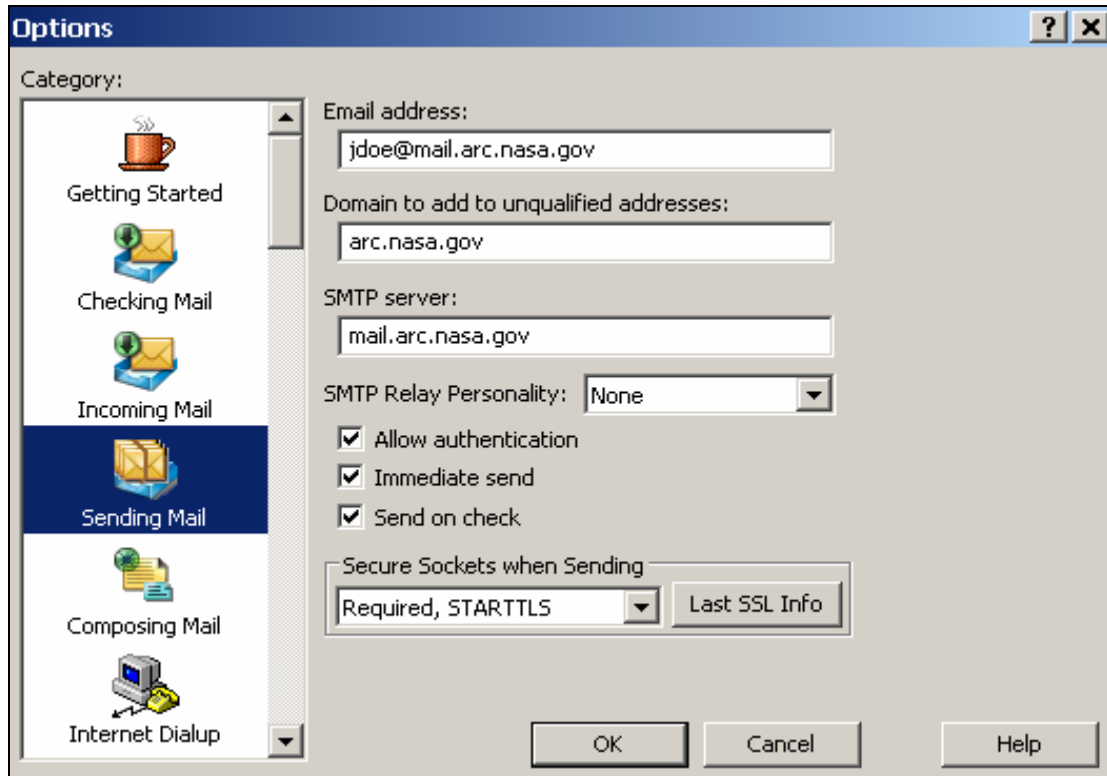 Options
Category:
Getting Started
Checking Mail
Incoming Mail
Sending Mail
Composing Mail
Internet Dialup
Email address:
jdoe@mail.arc.nasa.gov
Domain to add to unqualified addresses:
arc.nasa.gov
SMTP server:
mail.arc.nasa.gov
SMTP Relay Personality: None
Allow authentication
Immediate send
Send on check
Secure Sockets when Sending
Required, STARTTLS Last SSL Info
OK Cancel Help